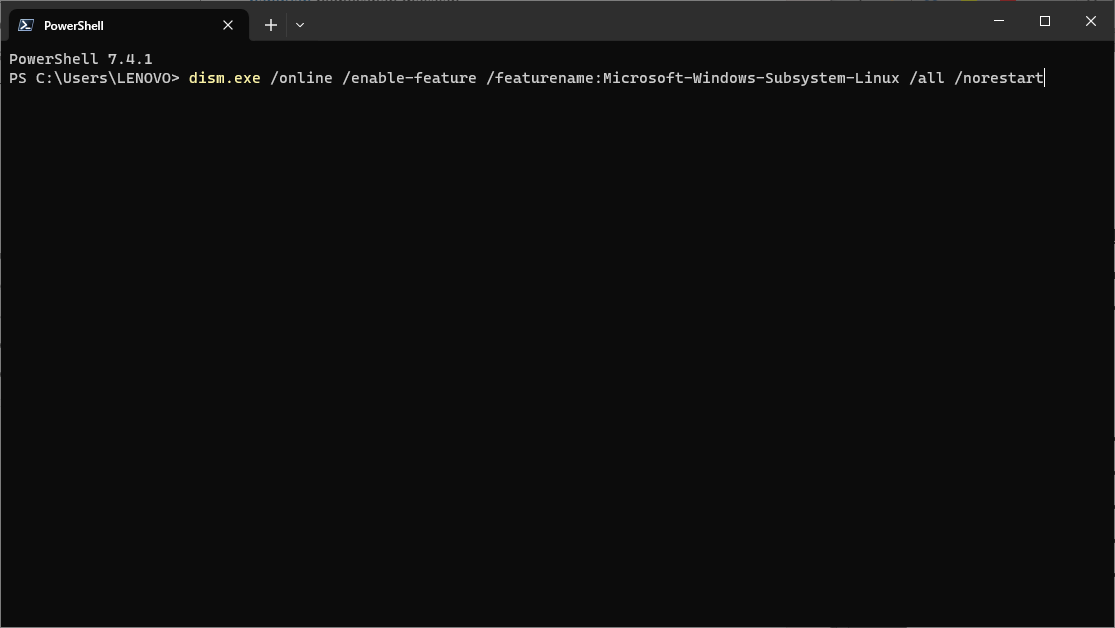 PowerShell
PowerShell 7.4.1
PS C:\Users\LENOVO> dism.exe /online /enable-feature /featurename:Microsoft-Windows-Subsystem-Linux /all /norestart